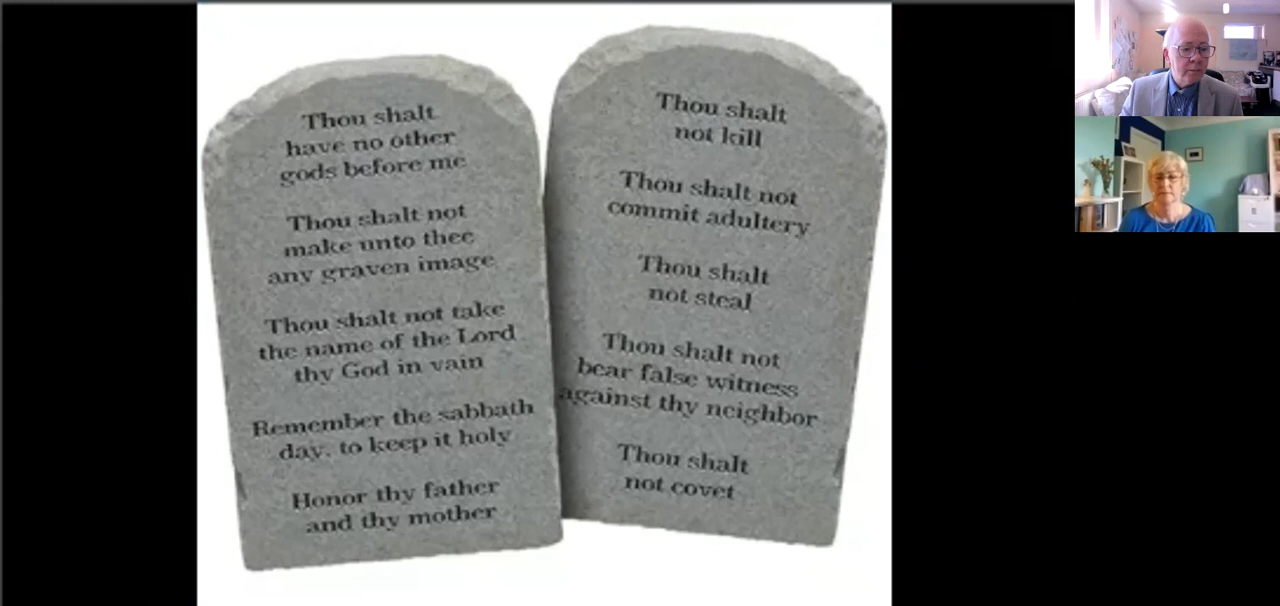 Thou shalt
have no other
gods before me
Thou shalt not
make unto thee
any graven image
Thou shalt not take
the name of the Lord
thy God in vain
Remember the sabbath
day, to keep it holy
Honor thy father
and thy mother
Thou shalt
not kill
Thou shalt not
commit adultery
Thou shalt
not steal
Thou shalt not
bear false witness
against thy neighbor
Thou shalt
not covet